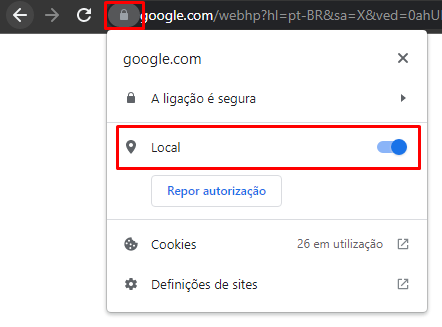 google.com/webhp?hl=pt-BR&sa=X&ved=0ahU
google.com
A ligação é segura
Local
Repor autorização
Cookies 26 em utilização
Definições de sites